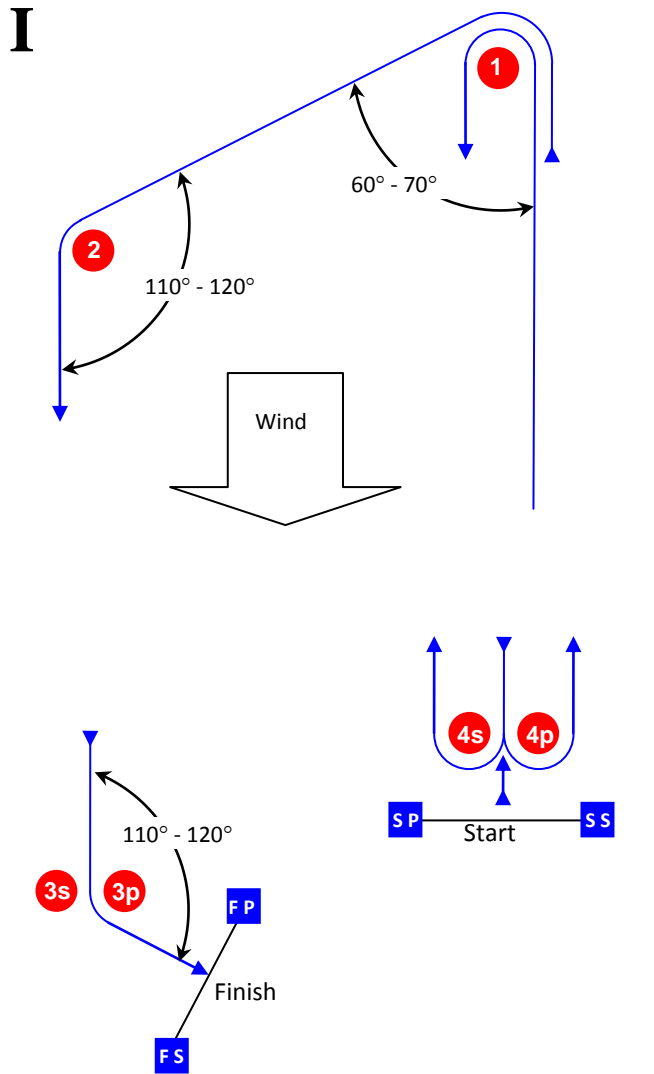 I
1
60° - 70°
2
110° - 120°
Wind
4s
4p
3s
3p
110° - 120°
S P
S S
Start
F P
Finish
F S